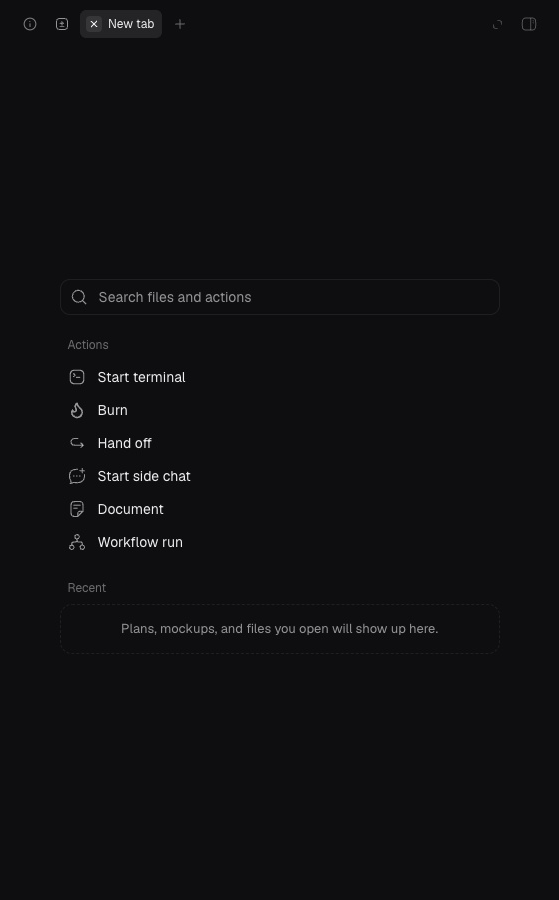 New tab
Search files and actions
Actions
Start terminal
Burn
Hand off
Start side chat
Document
Workflow run
Recent
Plans, mockups, and files you open will show up here.